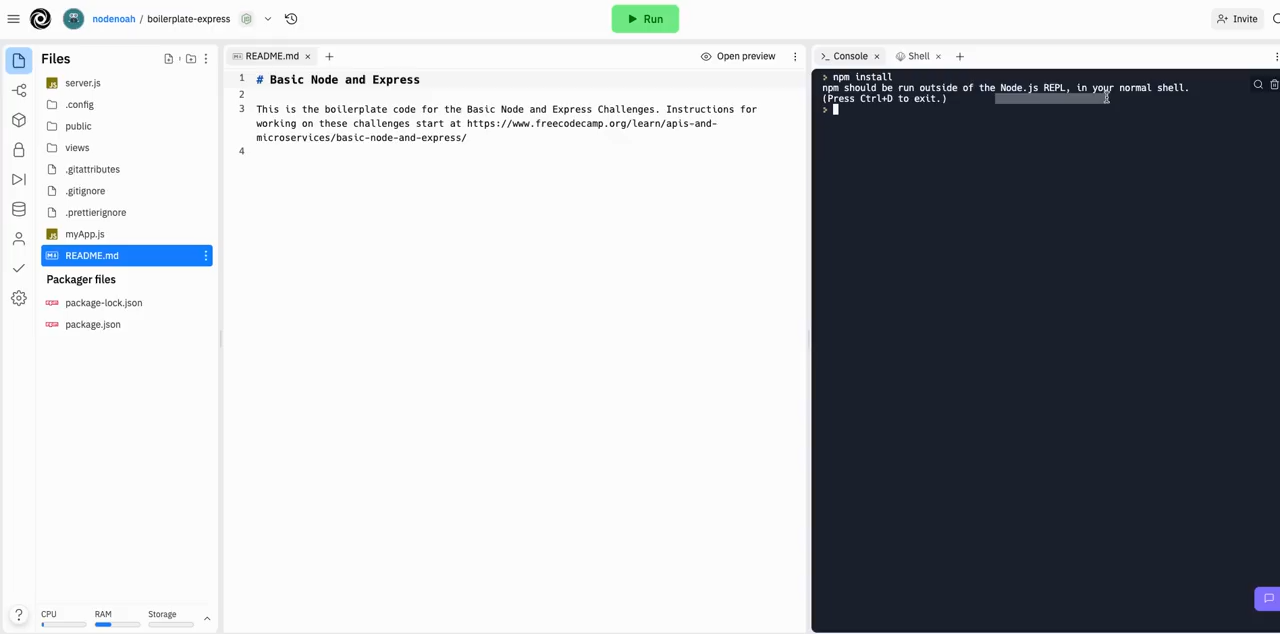 nodenoah / boilerplate-express
Run
Invite
Files
server.js
.config
public
views
.gitattributes
.gitignore
.prettierignore
myApp.js
README.md
Packager files
package-lock.json
package.json
CPU
RAM
Storage
README.md
Open preview
1 # Basic Node and Express
2
3 This is the boilerplate code for the Basic Node and Express Challenges. Instructions for
working on these challenges start at https://www.freecodecamp.org/learn/apis-and-
microservices/basic-node-and-express/
4
Console
Shell
> npm install
npm should be run outside of the Node.js REPL, in your normal shell.
(Press Ctrl+D to exit.)
>